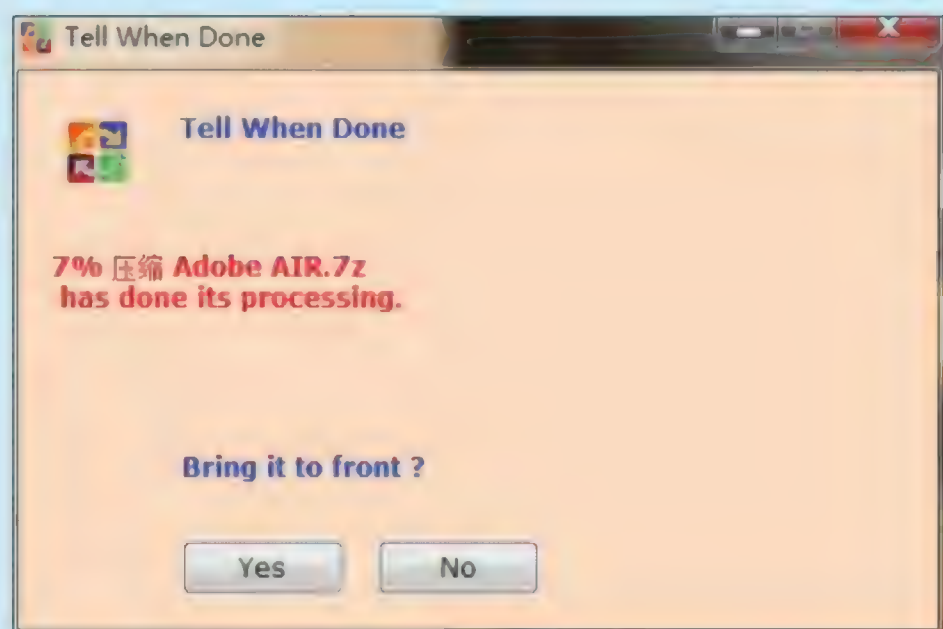 Tell When Done
Tell When Done
7% 压缩 Adobe AIR.7z
has done its processing.
Bring it to front ?
Yes
No